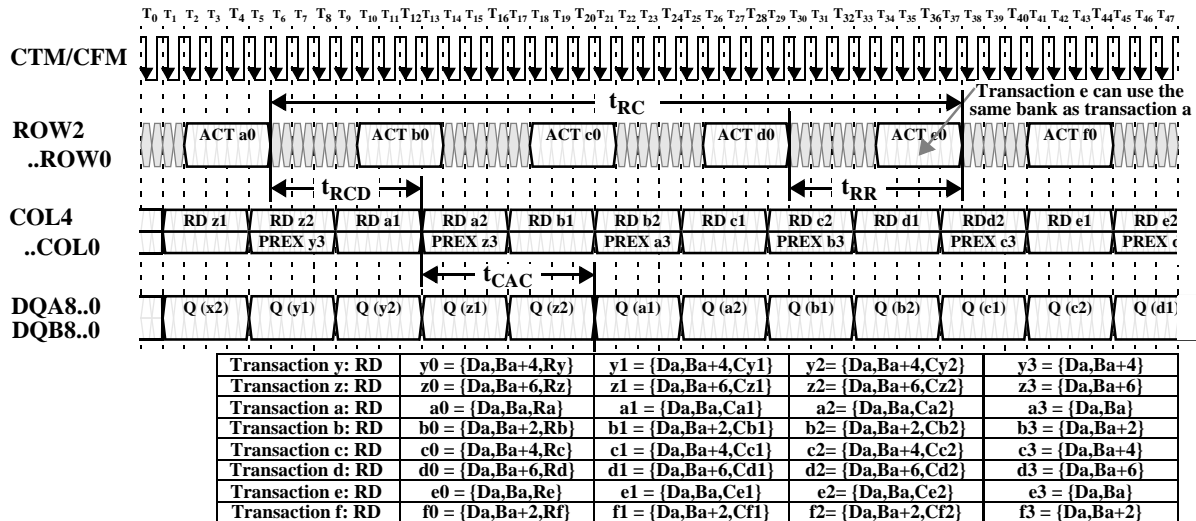 T0 T1 T2 T3 T4 T5 T6 T7 T8 T9 T10 T11 T12 T13 T14 T15 T16 T17 T18 T19 T20 T21 T22 T23 T24 T25 T26 T27 T28 T29 T30 T31 T32 T33 T34 T35 T36 T37 T38 T39 T40 T41 T42 T43 T44 T45 T46 T47
CTM/CFM
Transaction e can use the
same bank as transaction a
tRC
ROW2
..ROW0
ACT a0 ACT b0 ACT c0 ACT d0 ACT e0 ACT f0
tRCD tRR
COL4
..COL0
RD z1 RD z2 RD a1 RD a2 RD b1 RD b2 RD c1 RD c2 RD d1 RDd2 RD e1 RD e2
PREX y3 PREX z3 PREX a3 PREX b3 PREX c3 PREX
tCAC
DQA8..0
DQB8..0
Q (x2) Q (y1) Q (y2) Q (z1) Q (z2) Q (a1) Q (a2) Q (b1) Q (b2) Q (c1) Q (c2) Q (d1)
Transaction y: RD y0 = {Da,Ba+4,Ry} y1 = {Da,Ba+4,Cy1} y2= {Da,Ba+4,Cy2} y3 = {Da,Ba+4}
Transaction z: RD z0 = {Da,Ba+6,Rz} z1 = {Da,Ba+6,Cz1} z2= {Da,Ba+6,Cz2} z3 = {Da,Ba+6}
Transaction a: RD a0 = {Da,Ba,Ra} a1 = {Da,Ba,Ca1} a2= {Da,Ba,Ca2} a3 = {Da,Ba}
Transaction b: RD b0 = {Da,Ba+2,Rb} b1 = {Da,Ba+2,Cb1} b2= {Da,Ba+2,Cb2} b3 = {Da,Ba+2}
Transaction c: RD c0 = {Da,Ba+4,Rc} c1 = {Da,Ba+4,Cc1} c2= {Da,Ba+4,Cc2} c3 = {Da,Ba+4}
Transaction d: RD d0 = {Da,Ba+6,Rd} d1 = {Da,Ba+6,Cd1} d2= {Da,Ba+6,Cd2} d3 = {Da,Ba+6}
Transaction e: RD e0 = {Da,Ba,Re} e1 = {Da,Ba,Ce1} e2= {Da,Ba,Ce2} e3 = {Da,Ba}
Transaction f: RD f0 = {Da,Ba+2,Rf} f1 = {Da,Ba+2,Cf1} f2= {Da,Ba+2,Cf2} f3 = {Da,Ba+2}